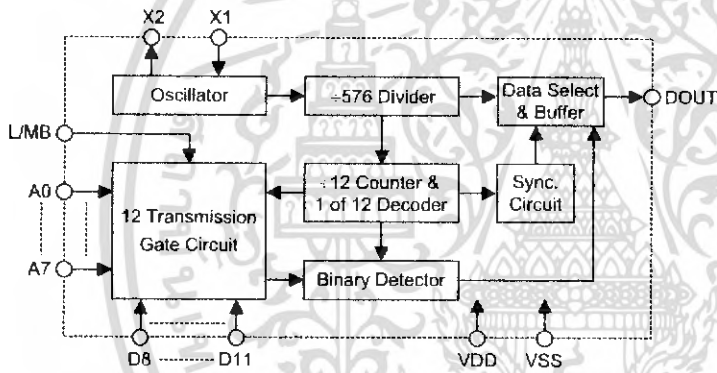 X2 X1
Oscillator
÷576 Divider
Data Select
& Buffer
DOUT
L/MB
A0
12 Transmission
Gate Circuit
÷12 Counter &
1 of 12 Decoder
Sync.
Circuit
A7
Binary Detector
D8 D11 VDD VSS